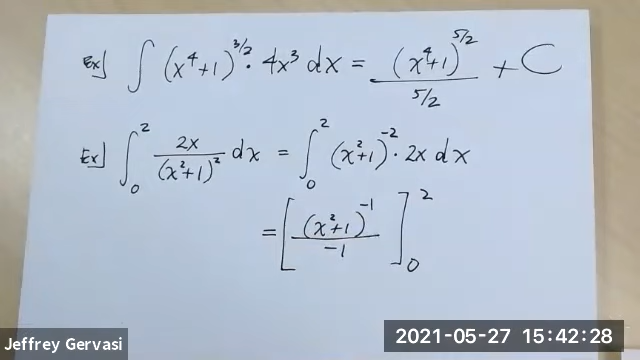 Ex] ∫ (x⁴+1)^{3/2} · 4x³ dx = (x⁴+1)^{5/2} / 5/2 + C
Ex] ∫₀² 2x / (x²+1)² dx = ∫₀² (x²+1)⁻² · 2x dx
= [ (x²+1)⁻¹ / -1 ]₀²
Jeffrey Gervasi
2021-05-27 15:42:28